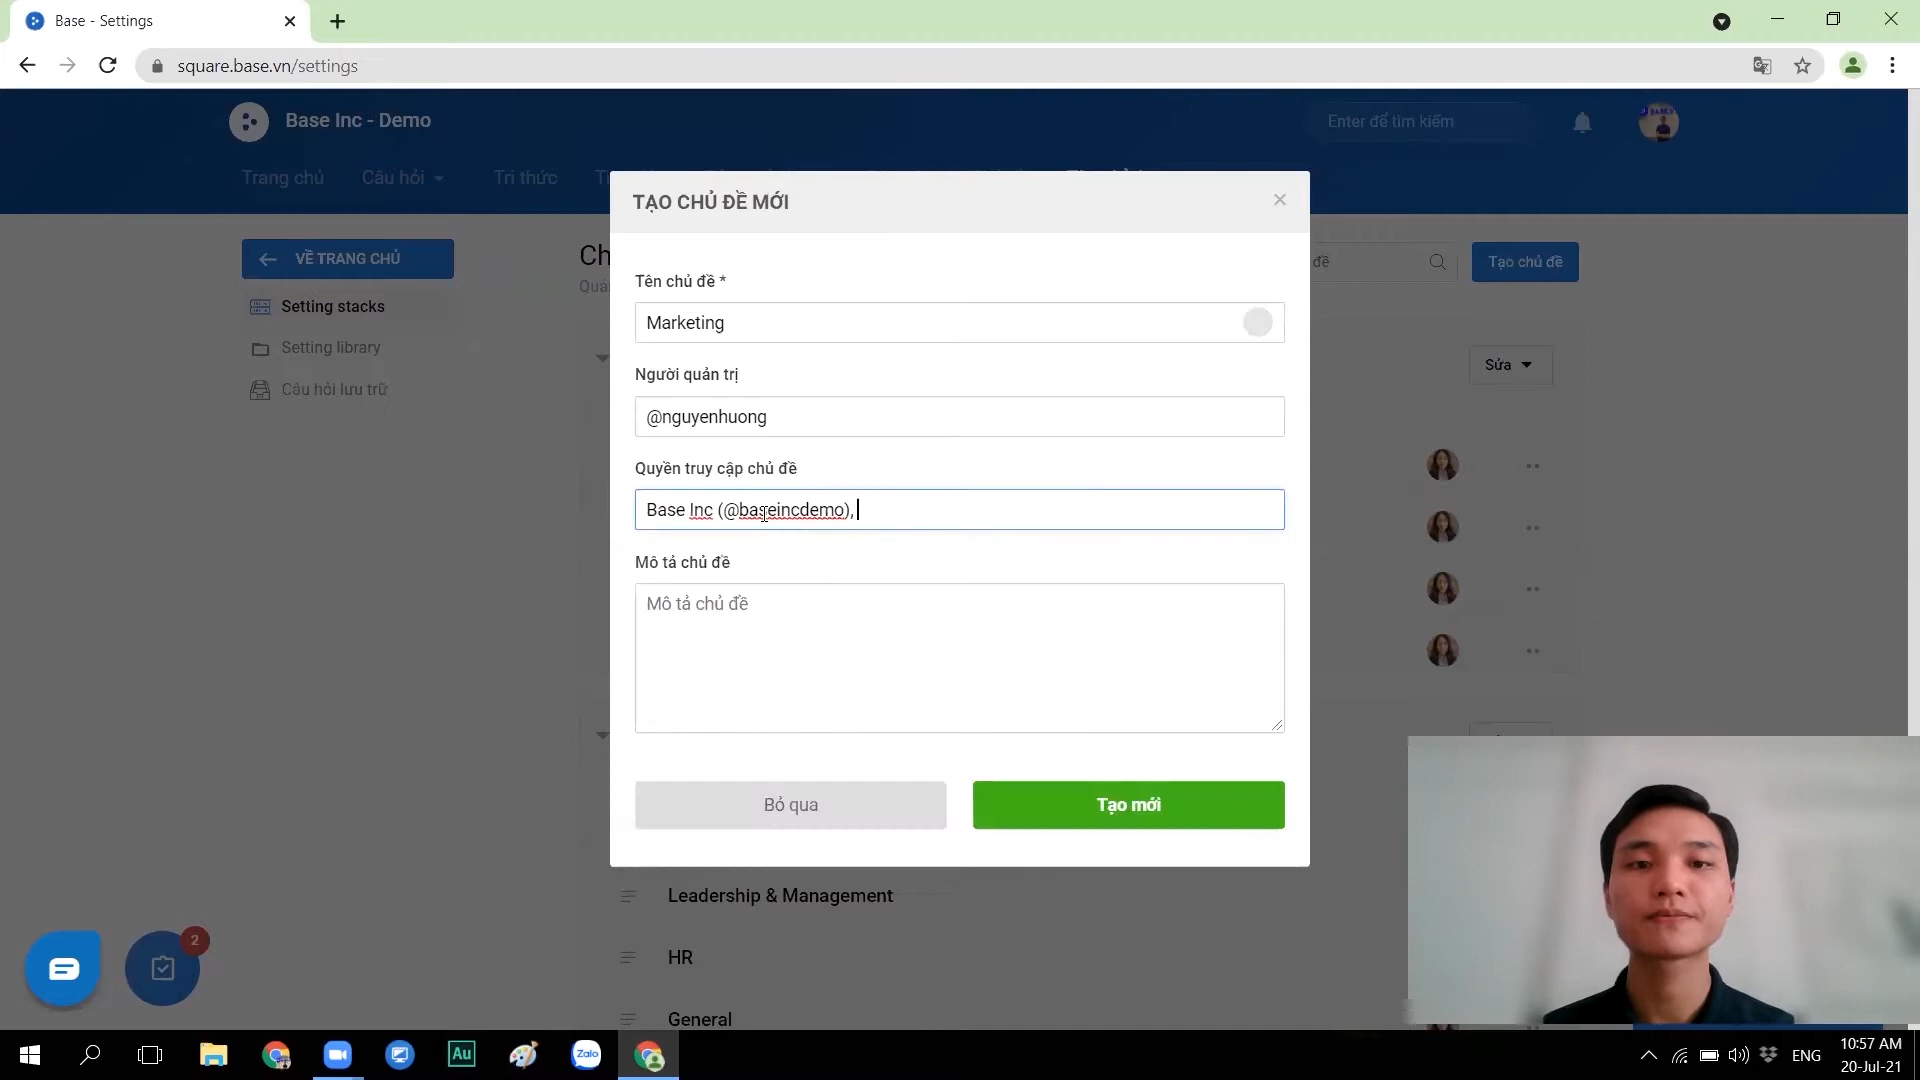 Base - Settings
square.base.vn/settings
Base Inc - Demo
Enter để tìm kiếm
Trang chủ
Câu hỏi
Tri thức
TẠO CHỦ ĐỀ MỚI
VỀ TRANG CHỦ
Tạo chủ đề
Setting stacks
Setting library
Câu hỏi lưu trữ
Sửa
Tên chủ đề *
Marketing
Người quản trị
@nguyenhuong
Quyền truy cập chủ đề
Base Inc (@baseincdemo),
Mô tả chủ đề
Mô tả chủ đề
Bỏ qua
Tạo mới
Leadership & Management
HR
General
2
Au
Zalo
ENG
10:57 AM
20-Jul-21